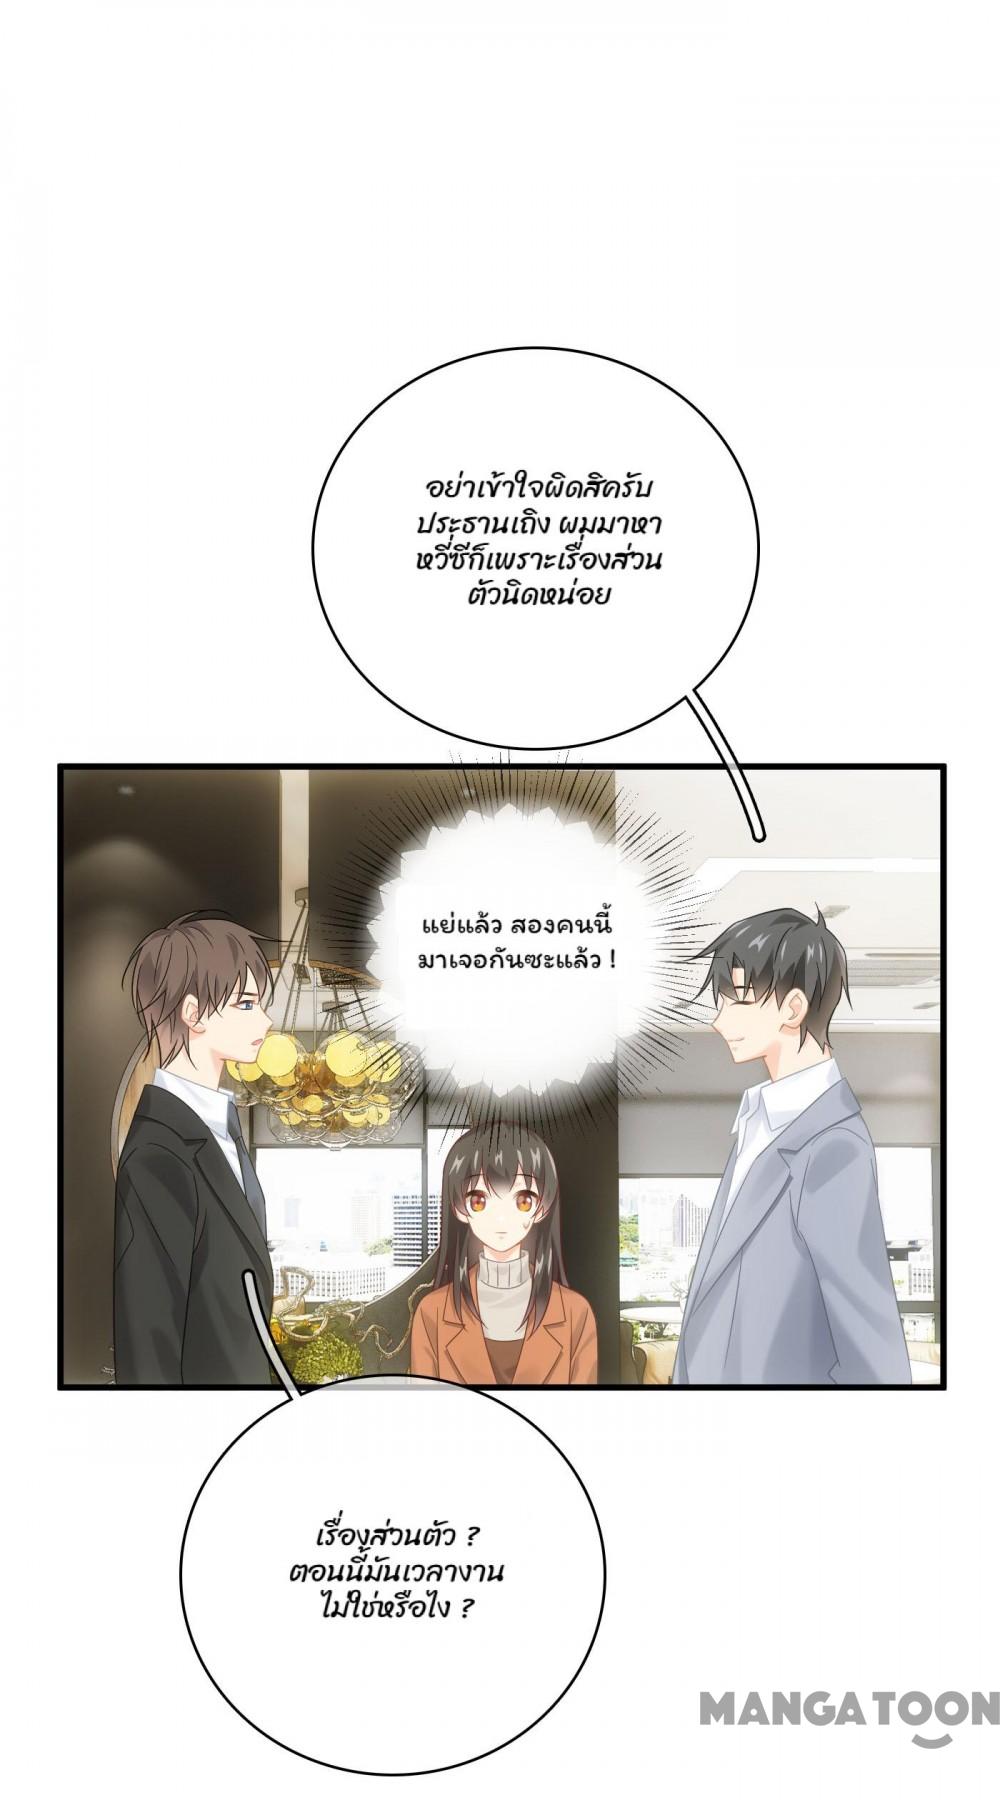 อย่าเข้าใจผิดสิครับ
ประธานเถิง ผมมาหา
หวี่ซีก็เพราะเรื่องส่วน
ตัวนิดหน่อย
แย่แล้ว สองคนนี้
มาเจอกันซะแล้ว !
เรื่องส่วนตัว ?
ตอนนี้มันเวลางาน
ไม่ใช่หรือไง ?
MANGATOON